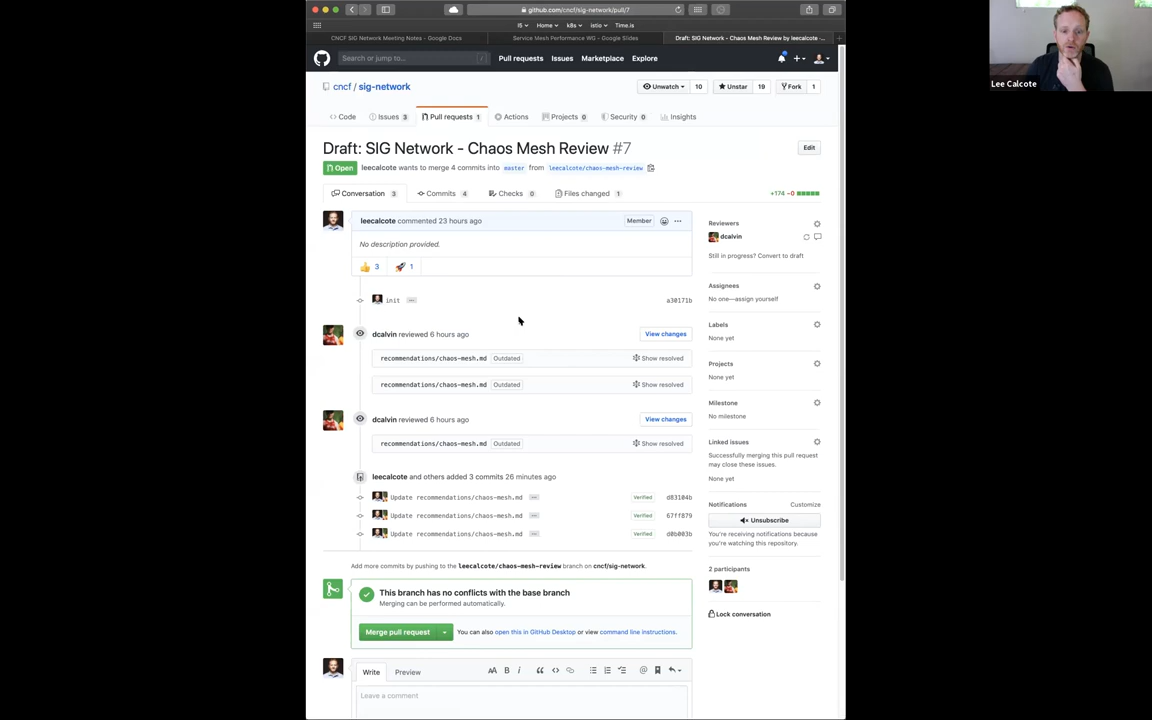 github.com/cncf/sig-network/pull/7
l5
Home
k8s
istio
Time.is
CNCF SIG Network Meeting Notes - Google Docs
Service Mesh Performance WG - Google Slides
Draft: SIG Network - Chaos Mesh Review by leecalcote · ...
Search or jump to...
/
Pull requests
Issues
Marketplace
Explore
Lee Calcote
cncf / sig-network
Unwatch
10
Unstar
19
Fork
1
Code
Issues 3
Pull requests 1
Actions
Projects 0
Security 0
Insights
Draft: SIG Network - Chaos Mesh Review #7
Edit
Open
leecalcote wants to merge 4 commits into master from leecalcote/chaos-mesh-review
Conversation 3
Commits 4
Checks 0
Files changed 1
+174 −0
leecalcote commented 23 hours ago
Member
No description provided.
3
1
init
a30171b
dcalvin reviewed 6 hours ago
View changes
recommendations/chaos-mesh.md Outdated
Show resolved
recommendations/chaos-mesh.md Outdated
Show resolved
dcalvin reviewed 6 hours ago
View changes
recommendations/chaos-mesh.md Outdated
Show resolved
leecalcote and others added 3 commits 26 minutes ago
Update recommendations/chaos-mesh.md
Verified
d83104b
Update recommendations/chaos-mesh.md
Verified
67ff879
Update recommendations/chaos-mesh.md
Verified
d0b003b
Add more commits by pushing to the leecalcote/chaos-mesh-review branch on cncf/sig-network.
This branch has no conflicts with the base branch
Merging can be performed automatically.
Merge pull request
You can also open this in GitHub Desktop or view command line instructions.
Write
Preview
AA B i
Leave a comment
Reviewers
dcalvin
Still in progress? Convert to draft
Assignees
No one—assign yourself
Labels
None yet
Projects
None yet
Milestone
No milestone
Linked issues
Successfully merging this pull request
may close these issues.
None yet
Notifications
Customize
Unsubscribe
You're receiving notifications because
you're watching this repository.
2 participants
Lock conversation